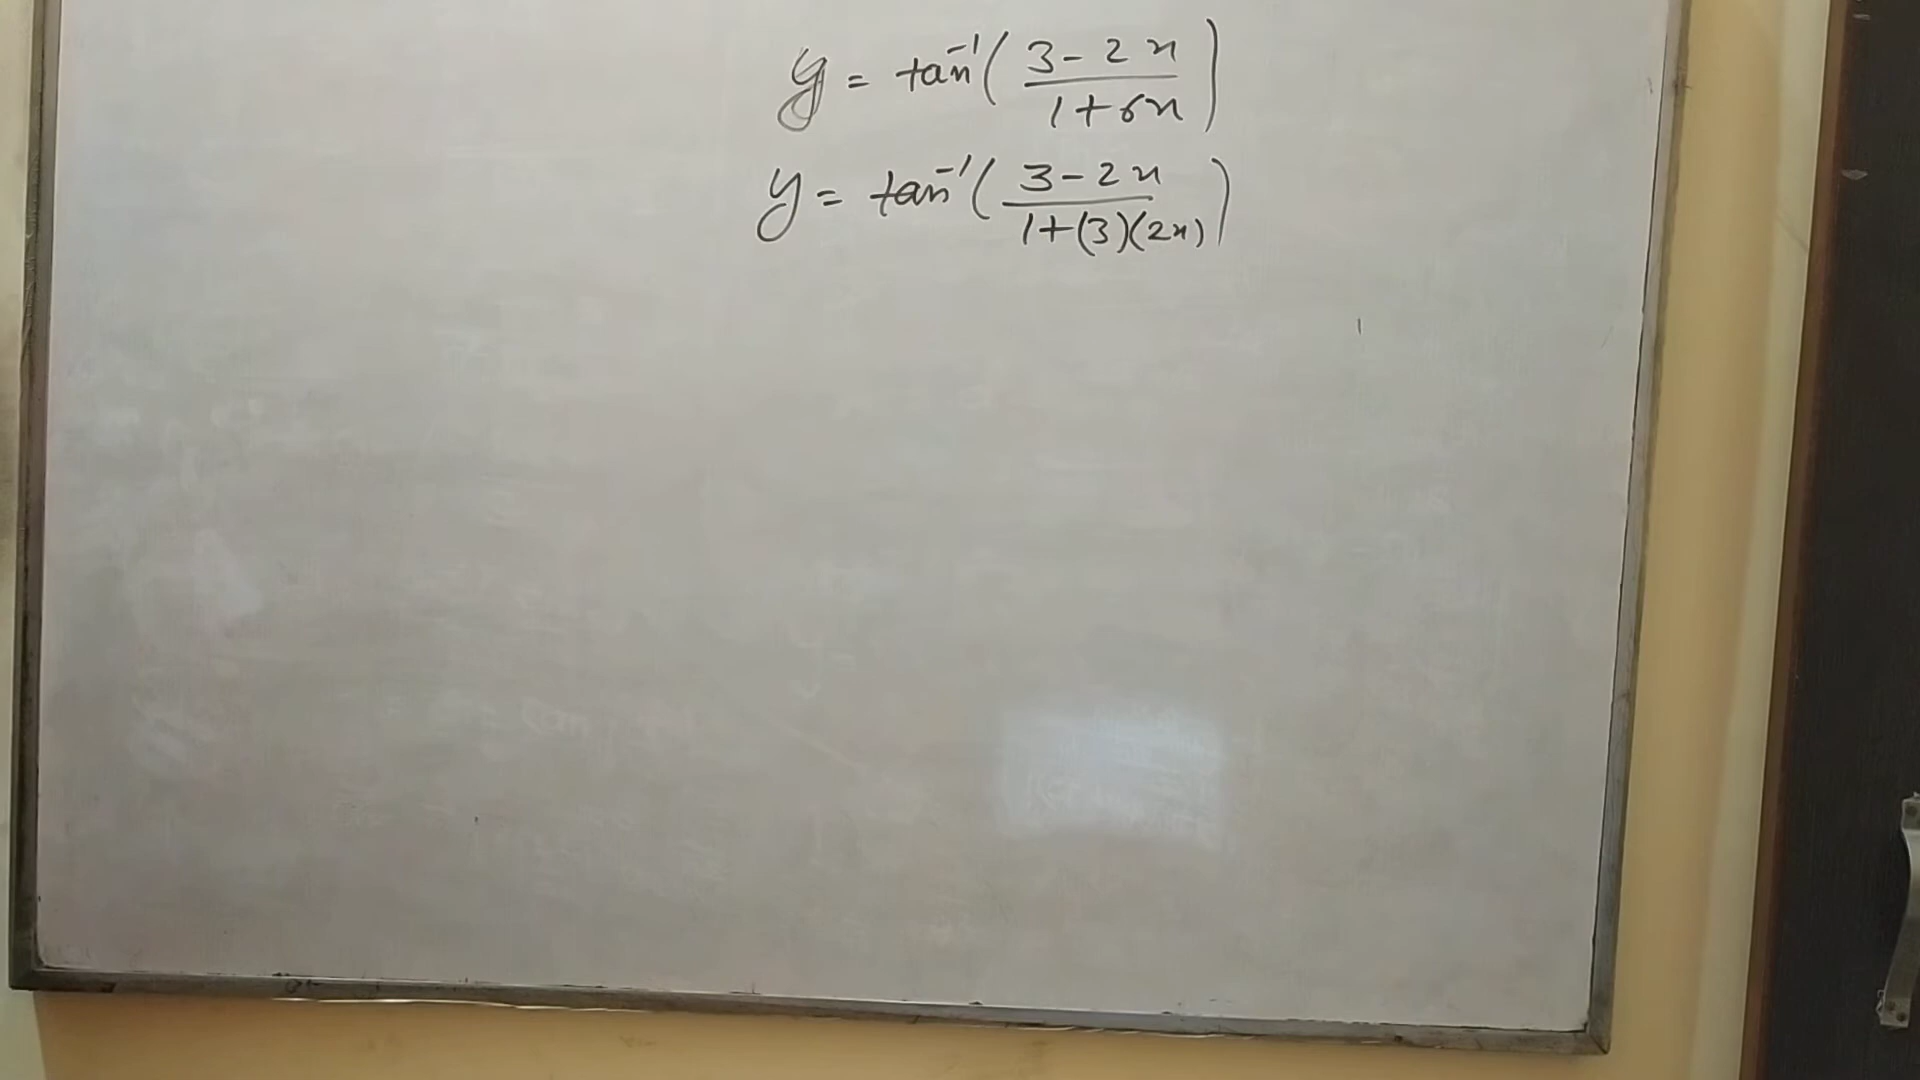 y = tan⁻¹( (3-2x)/(1+6x) )
y = tan⁻¹( (3-2x)/(1+(3)(2x)) )